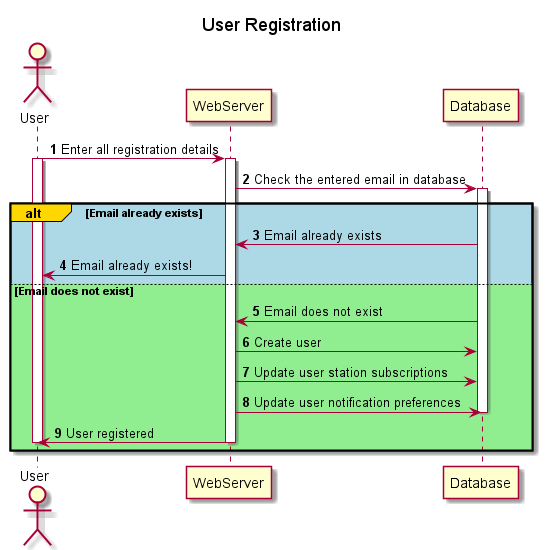 User Registration
User
WebServer
Database
1 Enter all registration details
2 Check the entered email in database
alt [Email already exists]
3 Email already exists
4 Email already exists!
[Email does not exist]
5 Email does not exist
6 Create user
7 Update user station subscriptions
8 Update user notification preferences
9 User registered
User
WebServer
Database